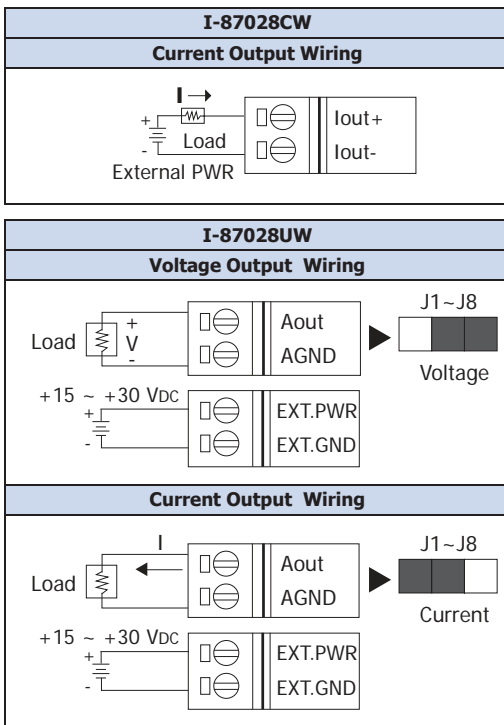 I-87028CW
Current Output Wiring
I
+
-
Load
External PWR
Iout+
Iout-
I-87028UW
Voltage Output Wiring
Load
+
V
-
Aout
AGND
J1~J8
Voltage
+15 ~ +30 VDC
+
-
EXT.PWR
EXT.GND
Current Output Wiring
I
Load
Aout
AGND
J1~J8
Current
+15 ~ +30 VDC
+
-
EXT.PWR
EXT.GND